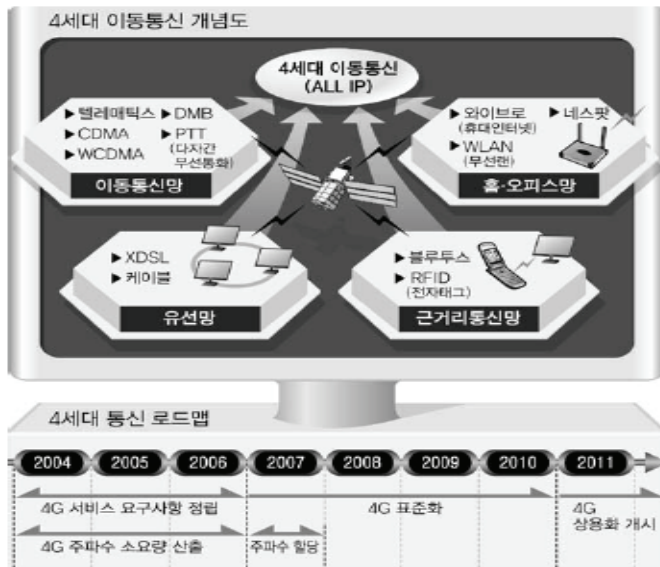 4세대 이동통신 개념도
4세대 이동통신
(ALL IP)
▶텔레매틱스 ▶DMB
▶CDMA ▶PTT
▶WCDMA (다자간
무선통화)
이동통신망
▶와이브로 ▶네스팟
(휴대인터넷)
▶WLAN
(무선랜)
홈·오피스망
▶XDSL
▶케이블
유선망
▶블루투스
▶RFID
(전자태그)
근거리통신망
4세대 통신 로드맵
2004 2005 2006 2007 2008 2009 2010 2011
4G 서비스 요구사항 정립 4G 표준화 4G
상용화 개시
4G 주파수 소요량 산출 주파수 할당